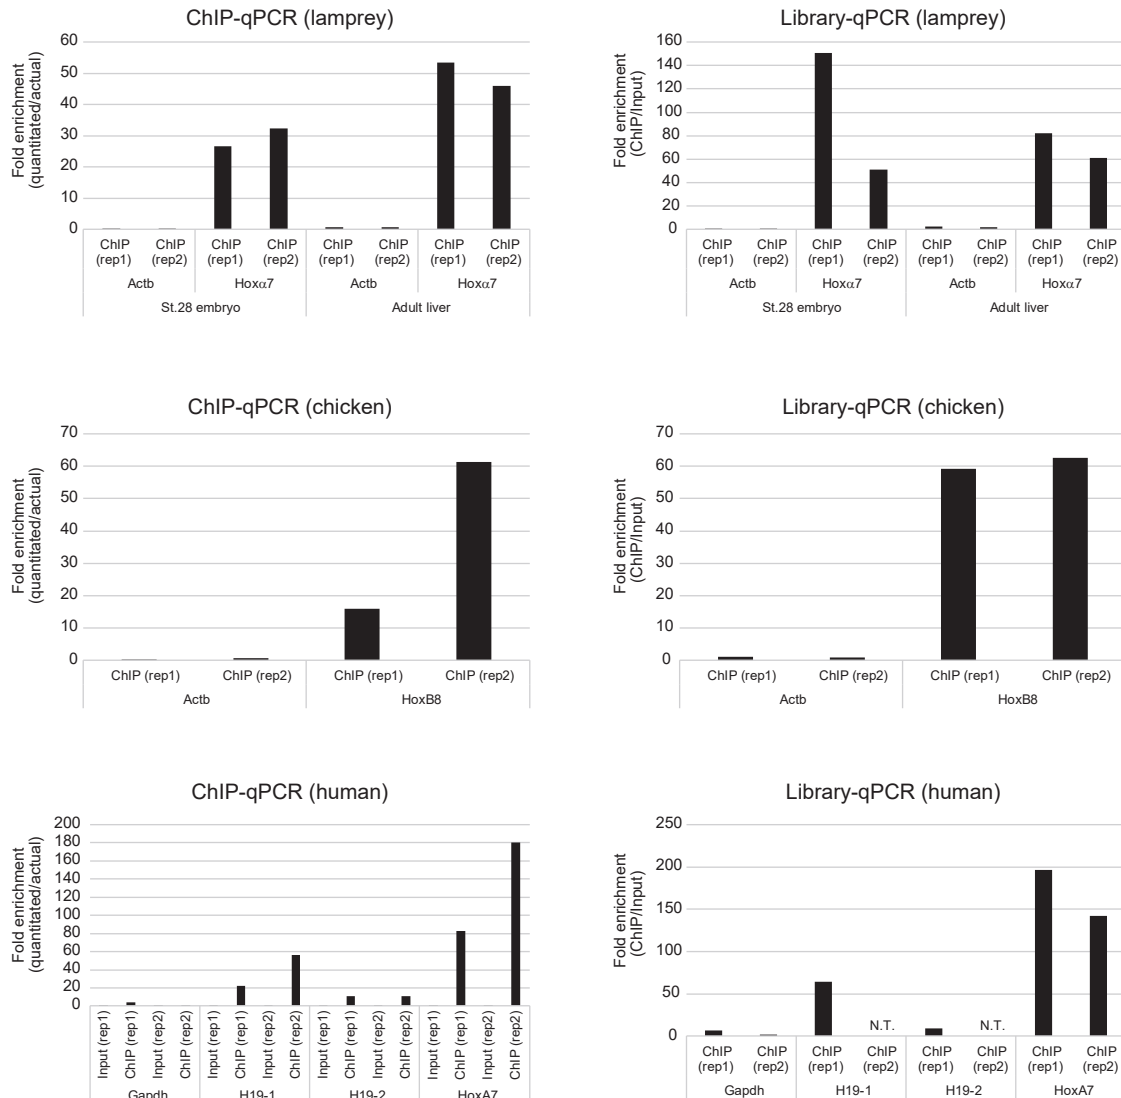 ChIP-qPCR (lamprey)
Fold enrichment
(quantitated/actual)
60
50
40
30
20
10
0
ChIP (rep1) ChIP (rep2) ChIP (rep1) ChIP (rep2) ChIP (rep1) ChIP (rep2) ChIP (rep1) ChIP (rep2)
Actb Hoxα7 Actb Hoxα7
St.28 embryo Adult liver
Library-qPCR (lamprey)
Fold enrichment
(ChIP/Input)
160
140
120
100
80
60
40
20
0
ChIP (rep1) ChIP (rep2) ChIP (rep1) ChIP (rep2) ChIP (rep1) ChIP (rep2) ChIP (rep1) ChIP (rep2)
Actb Hoxα7 Actb Hoxα7
St.28 embryo Adult liver
ChIP-qPCR (chicken)
Fold enrichment
(quantitated/actual)
70
60
50
40
30
20
10
0
ChIP (rep1) ChIP (rep2) ChIP (rep1) ChIP (rep2)
Actb HoxB8
Library-qPCR (chicken)
Fold enrichment
(ChIP/Input)
70
60
50
40
30
20
10
0
ChIP (rep1) ChIP (rep2) ChIP (rep1) ChIP (rep2)
Actb HoxB8
ChIP-qPCR (human)
Fold enrichment
(quantitated/actual)
200
180
160
140
120
100
80
60
40
20
0
Input (rep1)
ChIP (rep1)
Input (rep2)
ChIP (rep2)
Input (rep1)
ChIP (rep1)
Input (rep2)
ChIP (rep2)
Input (rep1)
ChIP (rep1)
Input (rep2)
ChIP (rep2)
Input (rep1)
ChIP (rep1)
Input (rep2)
ChIP (rep2)
Gapdh H19-1 H19-2 HoxA7
Library-qPCR (human)
Fold enrichment
(ChIP/Input)
250
200
150
100
50
0
N.T. N.T.
ChIP (rep1) ChIP (rep2) ChIP (rep1) ChIP (rep2) ChIP (rep1) ChIP (rep2) ChIP (rep1) ChIP (rep2)
Gapdh H19-1 H19-2 HoxA7